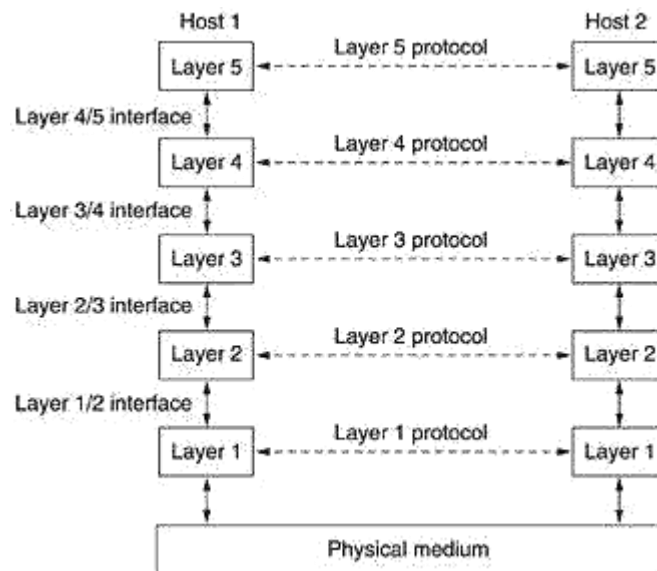 Host 1 Host 2
Layer 5 Layer 5 protocol Layer 5
Layer 4/5 interface
Layer 4 Layer 4 protocol Layer 4
Layer 3/4 interface
Layer 3 Layer 3 protocol Layer 3
Layer 2/3 interface
Layer 2 Layer 2 protocol Layer 2
Layer 1/2 interface
Layer 1 Layer 1 protocol Layer 1
Physical medium